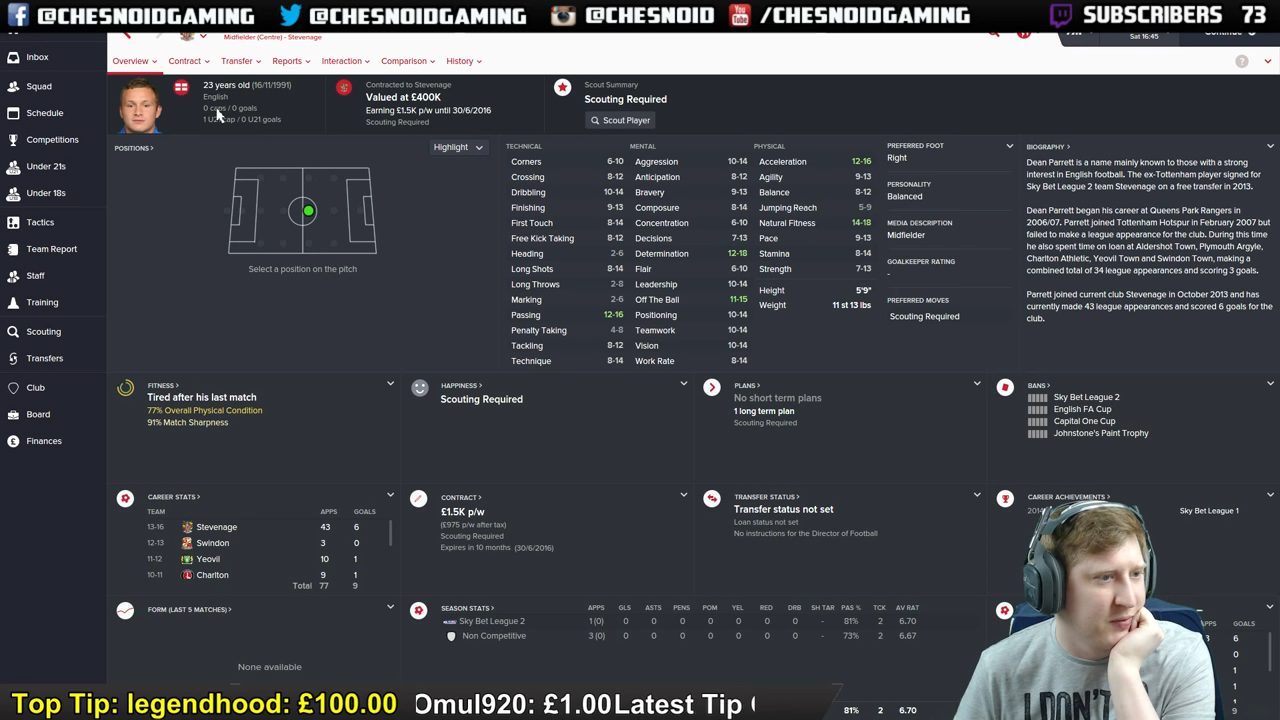 @CHESNOIDGAMING @CHESNOIDGAMING @CHESNOID /CHESNOIDGAMING SUBSCRIBERS 73
Midfielder (Centre) - Stevenage
Sat 16:45
Overview Contract Transfer Reports Interaction Comparison History
Inbox
Squad
Schedule
Competitions
Under 21s
Under 18s
Tactics
Team Report
Staff
Training
Scouting
Transfers
Club
Board
Finances
23 years old (16/11/1991)
English
0 caps / 0 goals
1 U21 cap / 0 U21 goals
Contracted to Stevenage
Valued at £400K
Earning £1.5K p/w until 30/6/2016
Scouting Required
Scout Summary
Scouting Required
Scout Player
POSITIONS >
Highlight
Select a position on the pitch
TECHNICAL
Corners 6-10
Crossing 8-12
Dribbling 10-14
Finishing 9-13
First Touch 8-14
Free Kick Taking 8-12
Heading 2-6
Long Shots 8-14
Long Throws 2-8
Marking 2-6
Passing 12-16
Penalty Taking 4-8
Tackling 8-12
Technique 8-14
MENTAL
Aggression 10-14
Anticipation 8-12
Bravery 9-13
Composure 8-14
Concentration 6-10
Decisions 7-13
Determination 12-18
Flair 6-10
Leadership 10-14
Off The Ball 11-15
Positioning 10-14
Teamwork 10-14
Vision 10-14
Work Rate 8-14
PHYSICAL
Acceleration 12-16
Agility 9-13
Balance 8-12
Jumping Reach 5-9
Natural Fitness 14-18
Pace 9-13
Stamina 8-14
Strength 7-13
Height 5'9"
Weight 11 st 13 lbs
PREFERRED FOOT
Right
PERSONALITY
Balanced
MEDIA DESCRIPTION
Midfielder
GOALKEEPER RATING
-
PREFERRED MOVES
Scouting Required
BIOGRAPHY >
Dean Parrett is a name mainly known to those with a strong
interest in English football. The ex-Tottenham player signed for
Sky Bet League 2 team Stevenage on a free transfer in 2013.
Dean Parrett began his career at Queens Park Rangers in
2006/07. Parrett joined Tottenham Hotspur in February 2007 but
failed to make a league appearance for the club. During this time
he also spent time on loan at Aldershot Town, Plymouth Argyle,
Charlton Athletic, Yeovil Town and Swindon Town, making a
combined total of 34 league appearances and scoring 3 goals.
Parrett joined current club Stevenage in October 2013 and has
currently made 43 league appearances and scored 6 goals for the
club.
FITNESS >
Tired after his last match
77% Overall Physical Condition
91% Match Sharpness
HAPPINESS >
Scouting Required
PLANS >
No short term plans
1 long term plan
Scouting Required
BANS >
Sky Bet League 2
English FA Cup
Capital One Cup
Johnstone's Paint Trophy
CAREER STATS >
TEAM APPS GOALS
13-16 Stevenage 43 6
12-13 Swindon 3 0
11-12 Yeovil 10 1
10-11 Charlton 9 1
Total 77 9
CONTRACT >
£1.5K p/w
(£975 p/w after tax)
Scouting Required
Expires in 10 months (30/6/2016)
TRANSFER STATUS >
Transfer status not set
Loan status not set
No instructions for the Director of Football
CAREER ACHIEVEMENTS >
Sky Bet League 1
FORM (LAST 5 MATCHES) >
None available
SEASON STATS > APPS GLS ASTS PENS POM YEL RED DRB SH TAR PAS % TCK AV RAT
Sky Bet League 2 1 (0) 0 0 0 0 0 0 0 - 81% 2 6.70
Non Competitive 3 (0) 0 0 0 0 0 0 0 - 73% 2 6.67
81% 2 6.70
GOALS
6
0
1
1
9
I DON'T
Top Tip: legendhood: £100.00 Omul920: £1.00Latest Tip